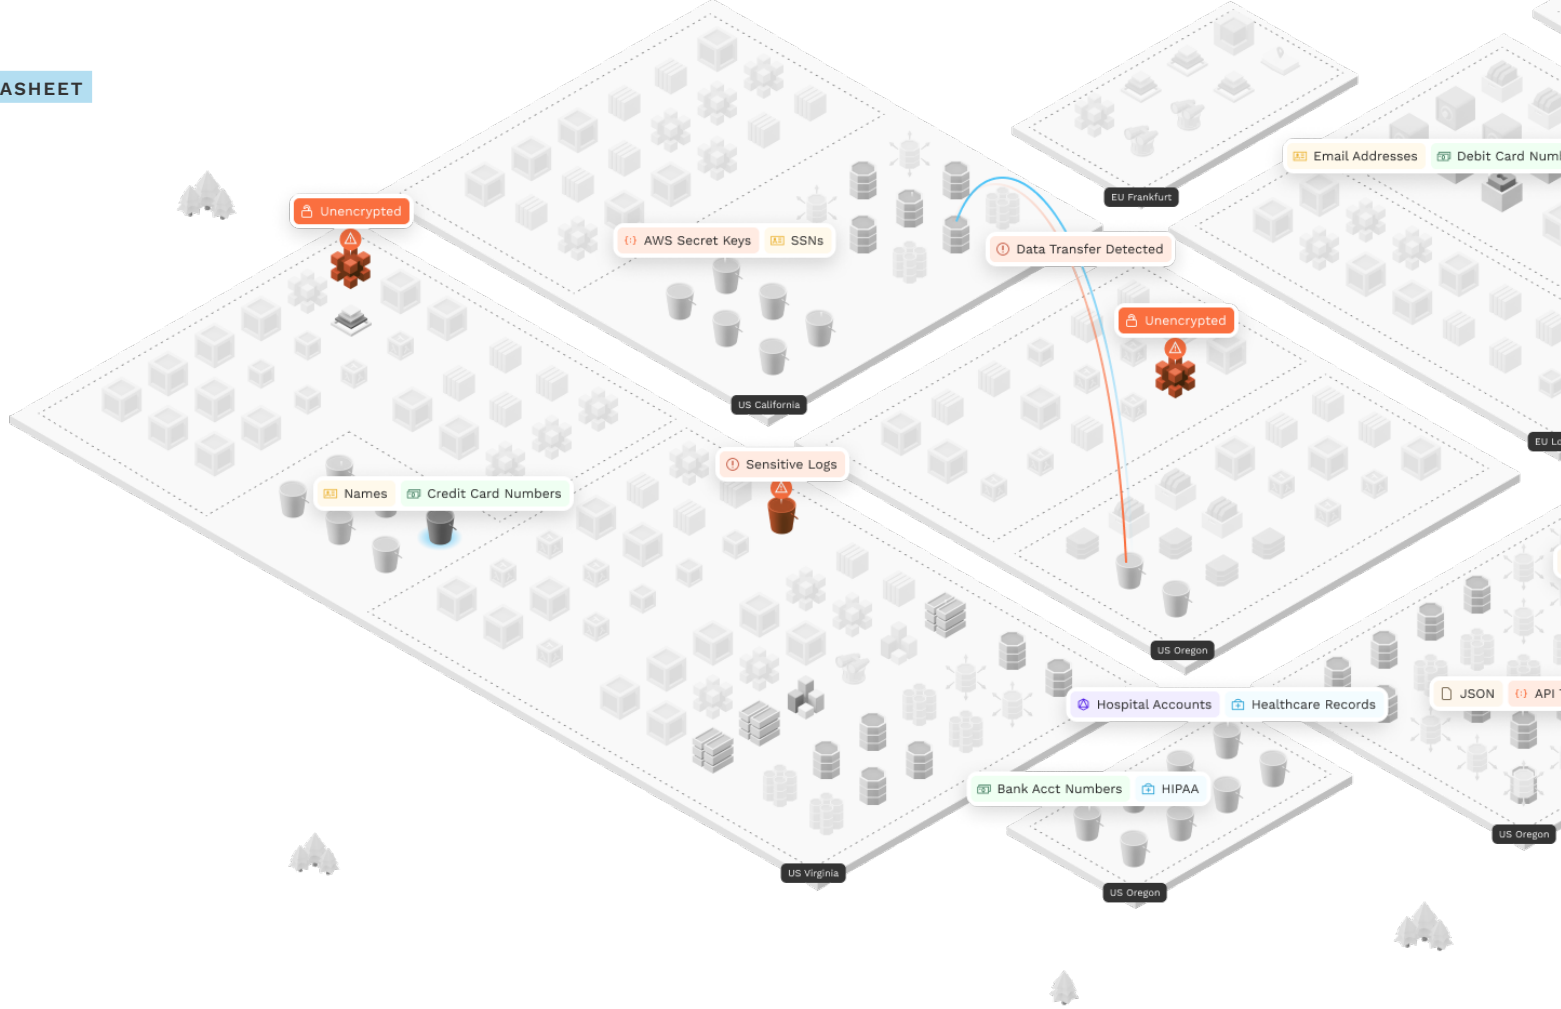 ASHEET
Email Addresses
Debit Card
EU Frankfurt
Unencrypted
AWS Secret Keys
SSNs
Data Transfer Detected
Unencrypted
US California
EU
Sensitive Logs
Names
Credit Card Numbers
US Oregon
JSON
API
Hospital Accounts
Healthcare Records
Bank Acct Numbers
HIPAA
US Oregon
US Virginia
US Oregon